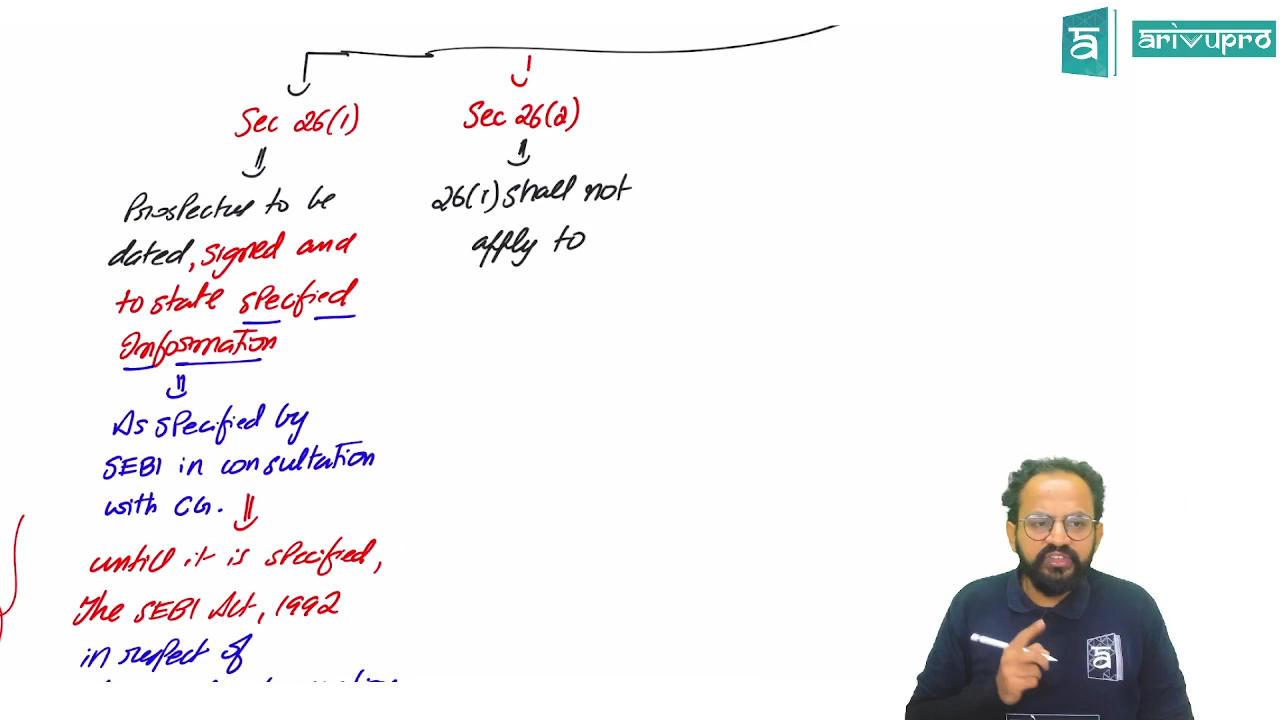 arivupro
Sec 26(1)
Prospectus to be
dated, signed and
to state specified
Information
As specified by
SEBI in consultation
with CG.
untill it is specified,
The SEBI Act, 1992
in respect of
Sec 26(2)
26(1) shall not
apply to